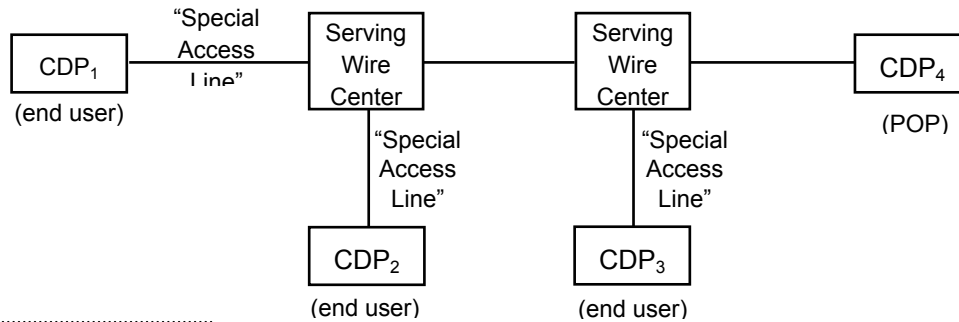 “Special
Access
Line”
CDP1
(end user)
Serving
Wire
Center
Serving
Wire
Center
CDP4
(POP)
“Special
Access
Line”
“Special
Access
Line”
CDP2
(end user)
CDP3
(end user)